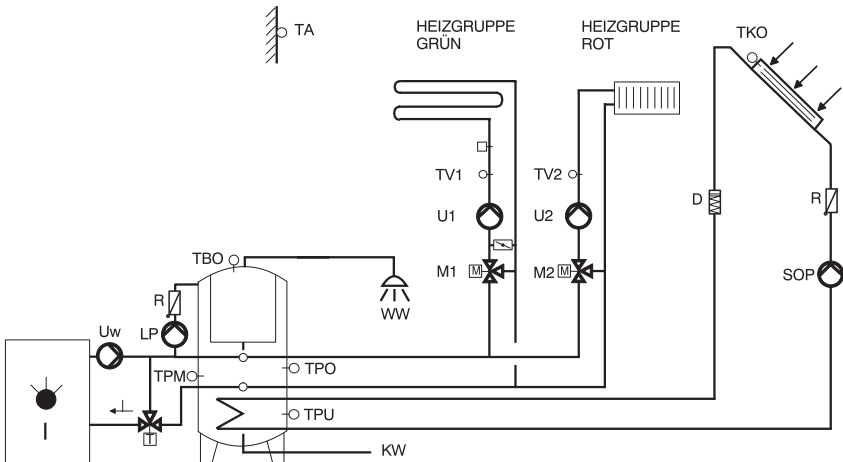 TA
HEIZGRUPPE
GRÜN
HEIZGRUPPE
ROT
TKO
TV1
TV2
D
R
U1
U2
M1
M
M2
M
SOP
TBO
R
WW
Uw
LP
TPM
TPO
TPU
T
I
KW